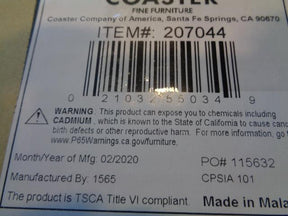 COASTER
FINE FURNITURE
Coaster Company of America, Santa Fe Springs, CA 90670
ITEM#: 207044
0 21032 55034 9
WARNING: This product can expose you to chemicals including
CADMIUM, which is known to the State of California to cause cancer
birth defects or other reproductive harm. For more information, go to
www.P65Warnings.ca.gov/furniture.
Month/Year of Mfg: 02/2020
PO# 115632
Manufactured By: 1565
CPSIA 101
The product is TSCA Title VI compliant
Made in Mala